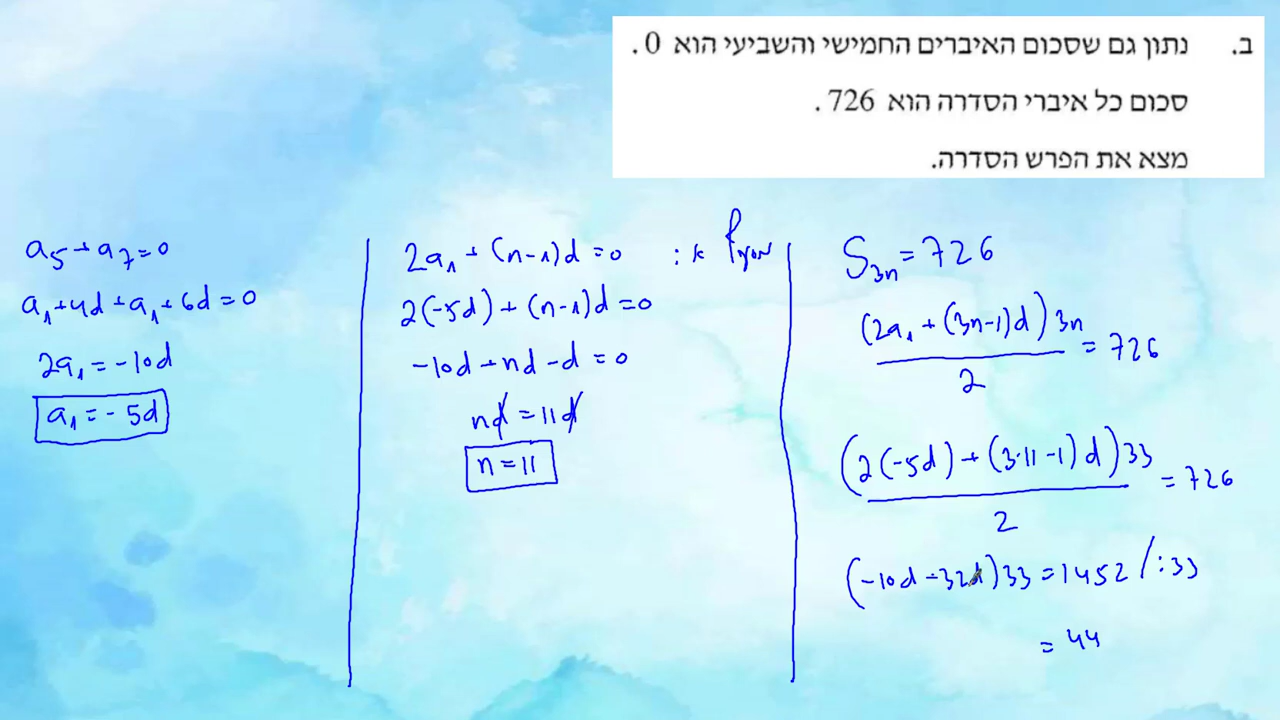 ב. נתון גם שסכום האיברים החמישי והשביעי הוא 0 .
סכום כל איברי הסדרה הוא 726 .
מצא את הפרש הסדרה.
a₅ + a₇ = 0
a₁ + 4d + a₁ + 6d = 0
2a₁ = -10d
a₁ = -5d
2a₁ + (n-1)d = 0 : א
2(-5d) + (n-1)d = 0
-10d + nd - d = 0
nd = 11d
n = 11
S₃ₙ = 726
(2a₁ + (3n-1)d)3n
= 726
2
(2(-5d) + (3·11-1)d)33
= 726
2
(-10d + 32d)33 = 1452 /:33
= 44